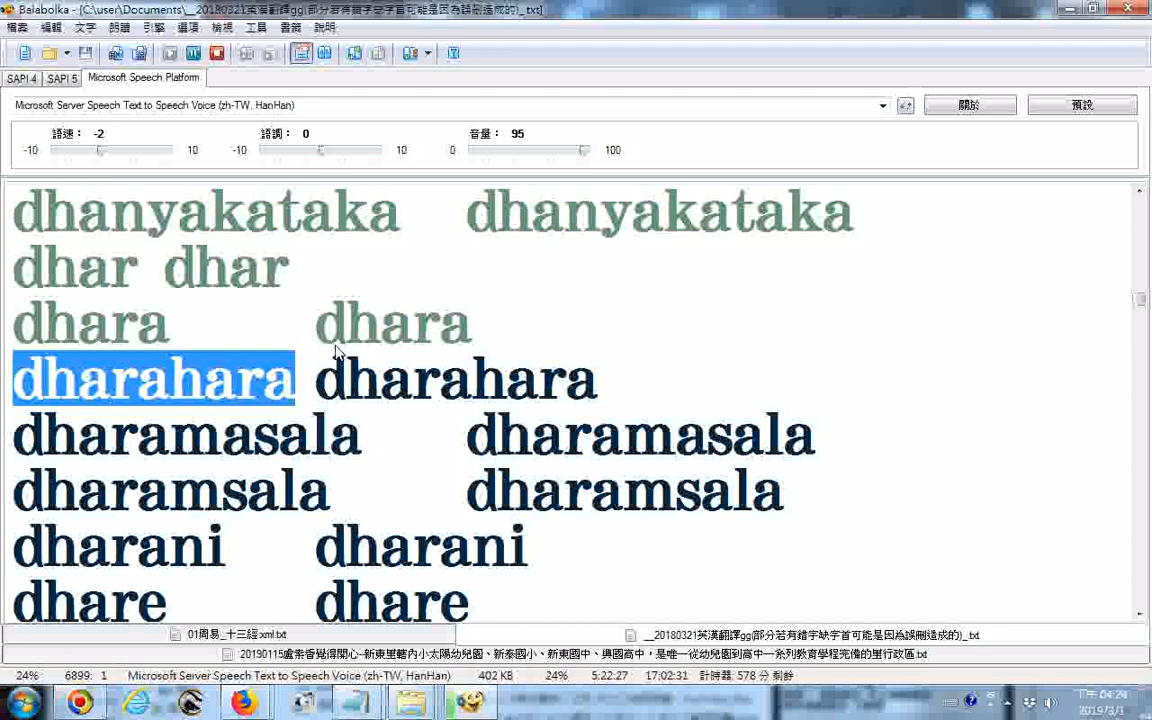 Balabolka - [C:\user\Documents\__20180321英漢翻譯gg(部分若有錯字缺字首可能是因為誤刪造成的)_.txt]
檔案 編輯 文字 朗讀 引擎 選項 檢視 工具 書籤 說明
SAPI 4 SAPI 5 Microsoft Speech Platform
Microsoft Server Speech Text to Speech Voice (zh-TW, HanHan) 關於 預設
語速： -2 語調： 0 音量： 95
-10 10 -10 10 0 100
dhanyakataka dhanyakataka
dhar dhar
dhara dhara
dharahara dharahara
dharamasala dharamasala
dharamsala dharamsala
dharani dharani
dhare dhare
01周易_十三經.xml.txt __20180321英漢翻譯gg(部分若有錯字缺字首可能是因為誤刪造成的)_.txt
20190115盧素香覺得開心-新東里轄內小太陽幼兒園、新泰國小、新東國中、興國高中，是唯一從幼兒園到高中一系列教育學程完備的里行政區.txt
24% 6899: 1 Microsoft Server Speech Text to Speech Voice (zh-TW, HanHan) 402 KB 24% 5:22:27 17:02:31 計時器: 578 分 剩餘
下午 04:24
2019/3/1